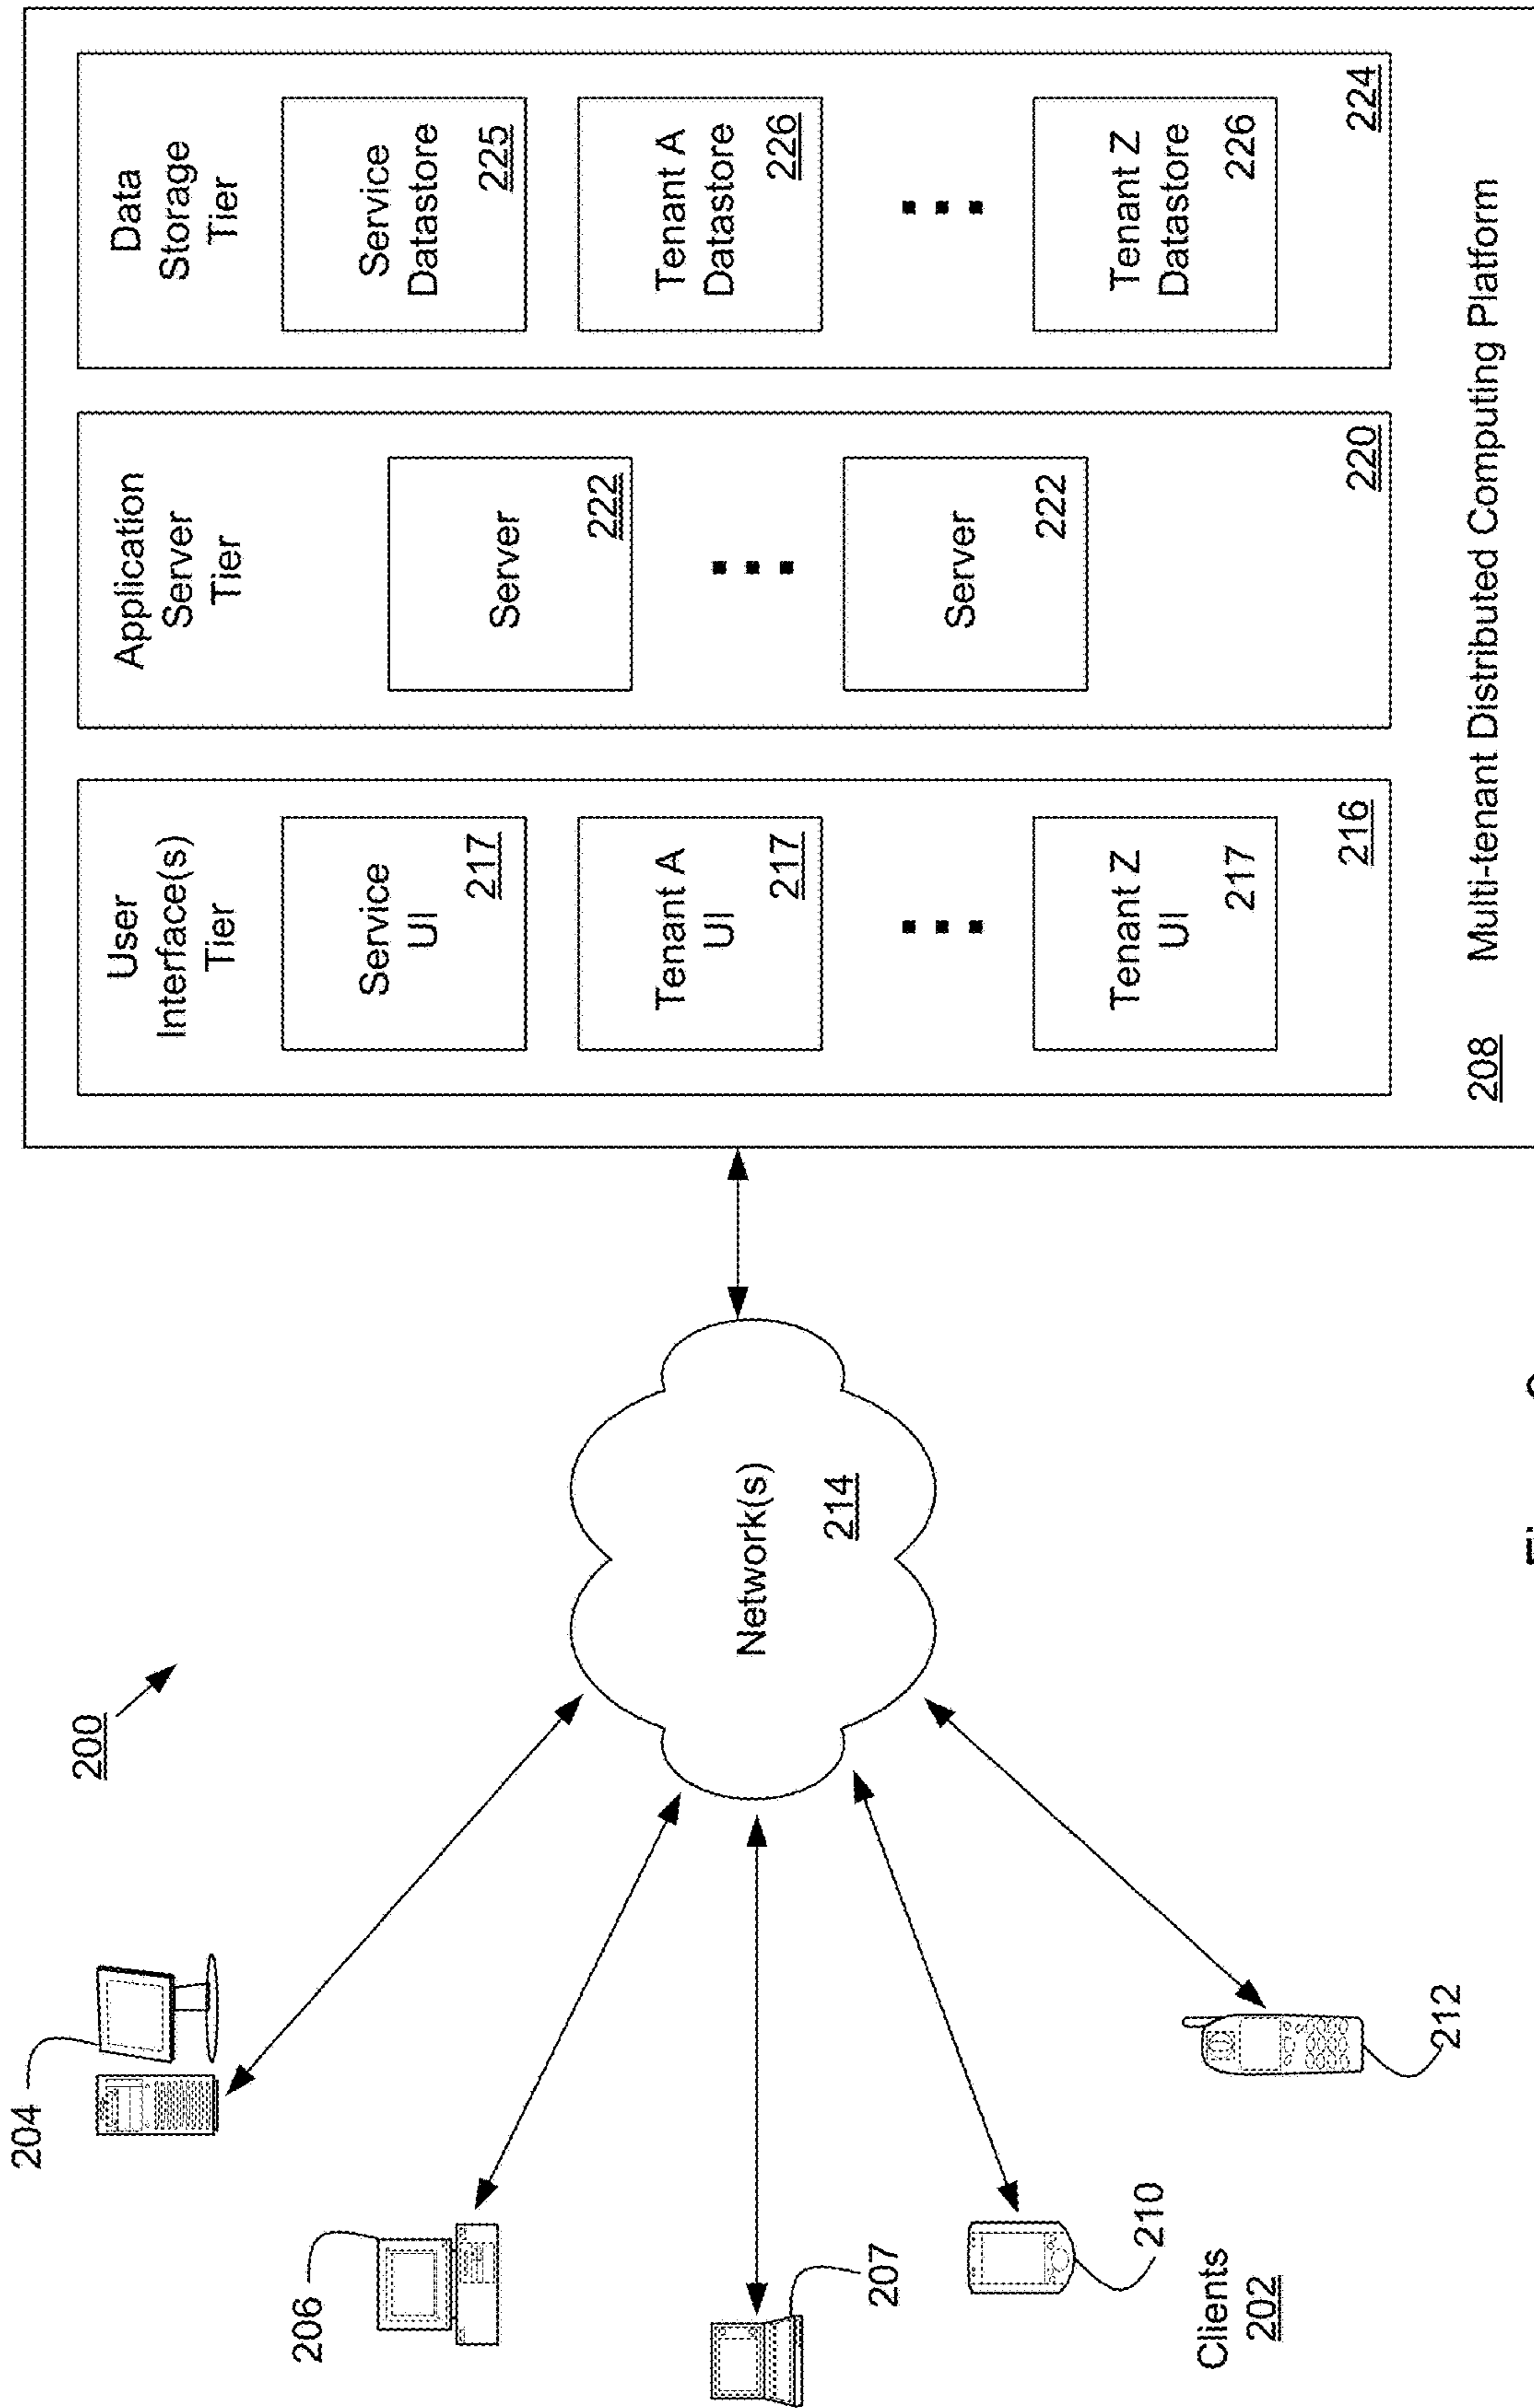 200
204
206
207
210
212
Clients
202
Network(s)
214
User
Interface(s)
Tier
Service
UI
217
Tenant A
UI
217
Tenant Z
UI
217
216
Application
Server
Tier
Server
222
Server
222
220
Data
Storage
Tier
Service
Datastore
225
Tenant A
Datastore
226
Tenant Z
Datastore
226
224
208 Multi-tenant Distributed Computing Platform